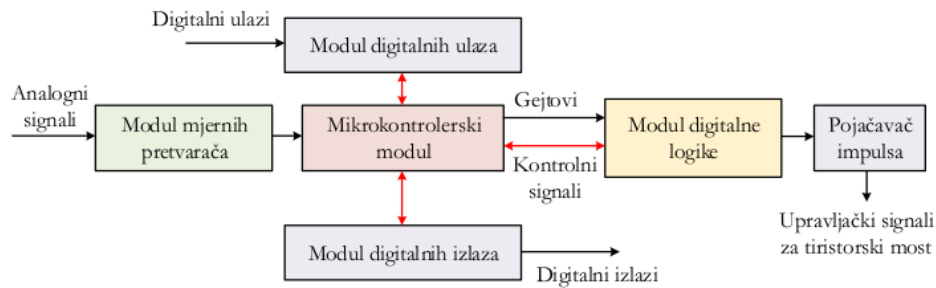 Digitalni ulazi
Modul digitalnih ulaza
Analogni
signali
Modul mjernih
pretvarača
Mikrokontrolerski
modul
Gejtovi
Kontrolni
signali
Modul digitalne
logike
Pojačavač
impulsa
Upravljački signali
za tiristorski most
Modul digitalnih izlaza
Digitalni izlazi